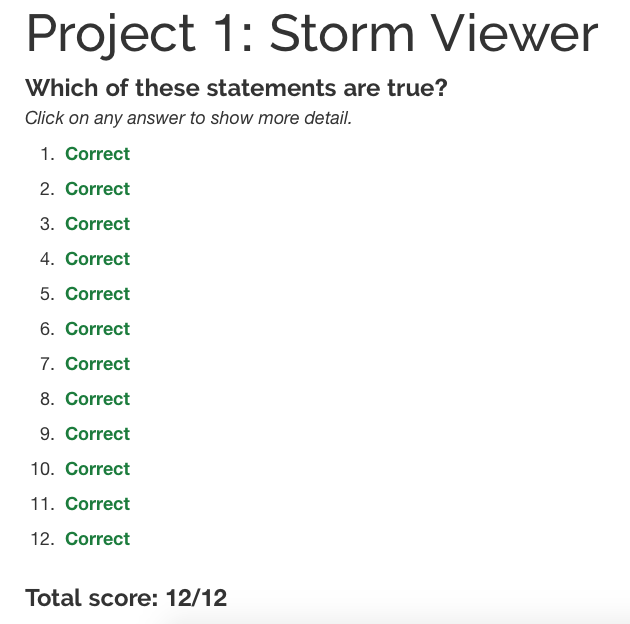 Project 1: Storm Viewer
Which of these statements are true?
Click on any answer to show more detail.
1. Correct
2. Correct
3. Correct
4. Correct
5. Correct
6. Correct
7. Correct
8. Correct
9. Correct
10. Correct
11. Correct
12. Correct
Total score: 12/12